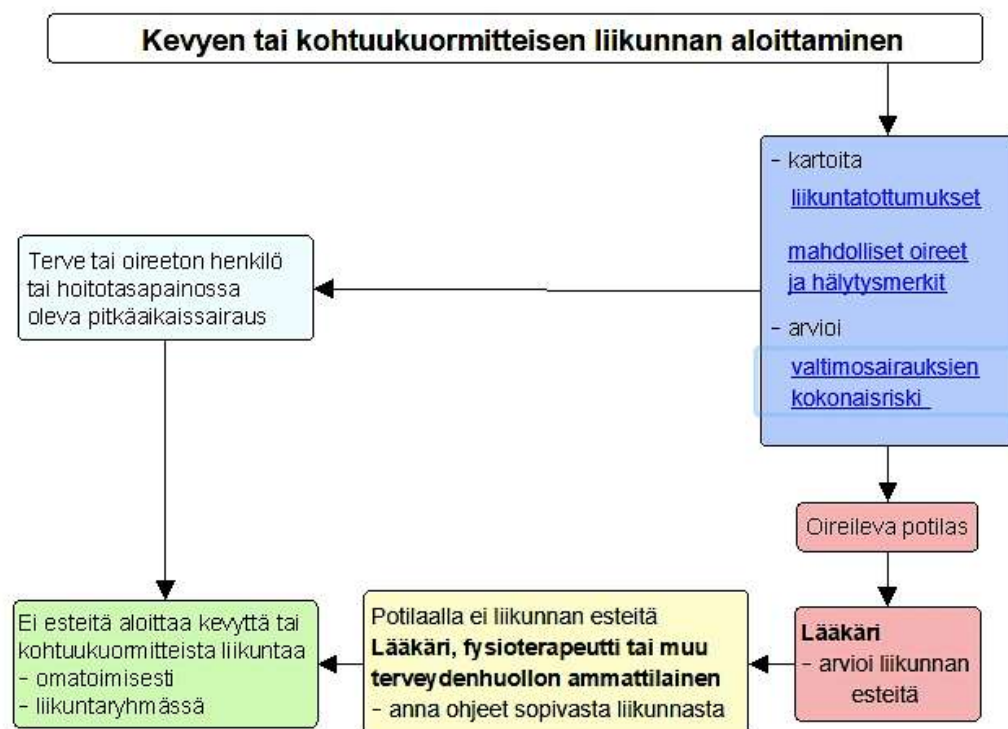 Kevyen tai kohtuukuormitteisen liikunnan aloittaminen
- kartoita
liikuntatottumukset
mahdolliset oireet
ja hälytysmerkit
- arvioi
valtimosairauksien
kokonaisriski
Terve tai oireeton henkilö
tai hoitotasapainossa
oleva pitkäaikaissairaus
Oireileva potilas
Lääkäri
- arvioi liikunnan
esteitä
Potilaalla ei liikunnan esteitä
Lääkäri, fysioterapeutti tai muu
terveydenhuollon ammattilainen
- anna ohjeet sopivasta liikunnasta
Ei esteitä aloittaa kevyttä tai
kohtuukuormitteista liikuntaa
- omatoimisesti
- liikuntaryhmässä